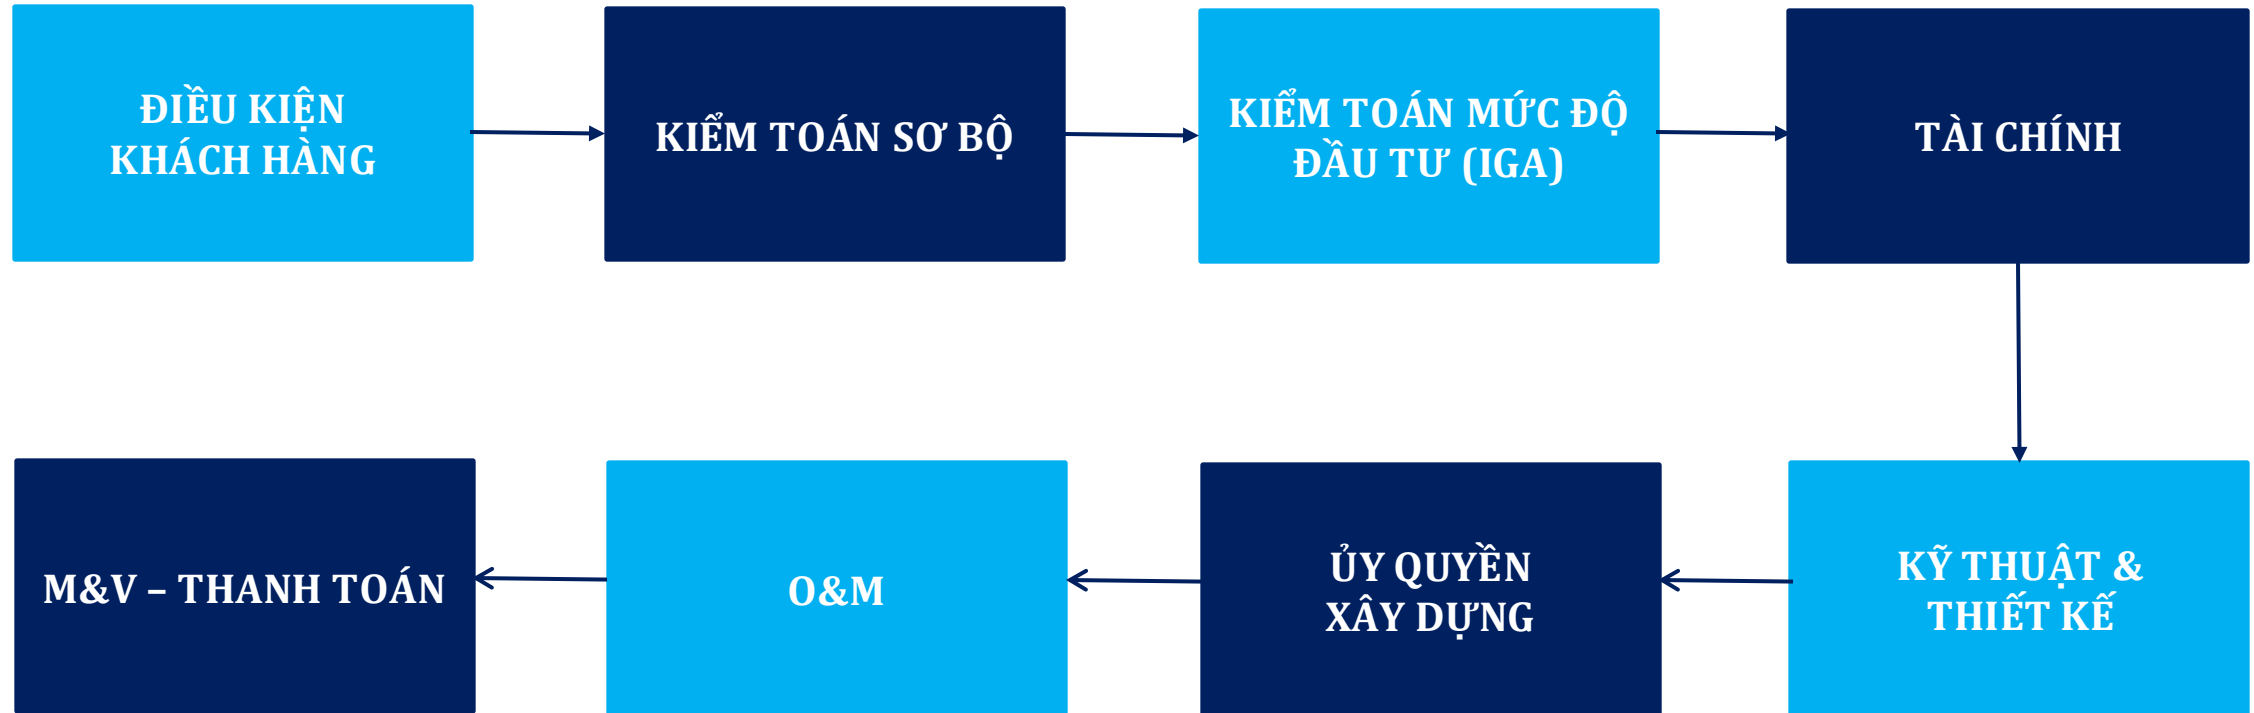 ĐIỀU KIỆN
KHÁCH HÀNG
KIỂM TOÁN SƠ BỘ
KIỂM TOÁN MỨC ĐỘ
ĐẦU TƯ (IGA)
TÀI CHÍNH
KỸ THUẬT &
THIẾT KẾ
ỦY QUYỀN
XÂY DỰNG
O&M
M&V – THANH TOÁN